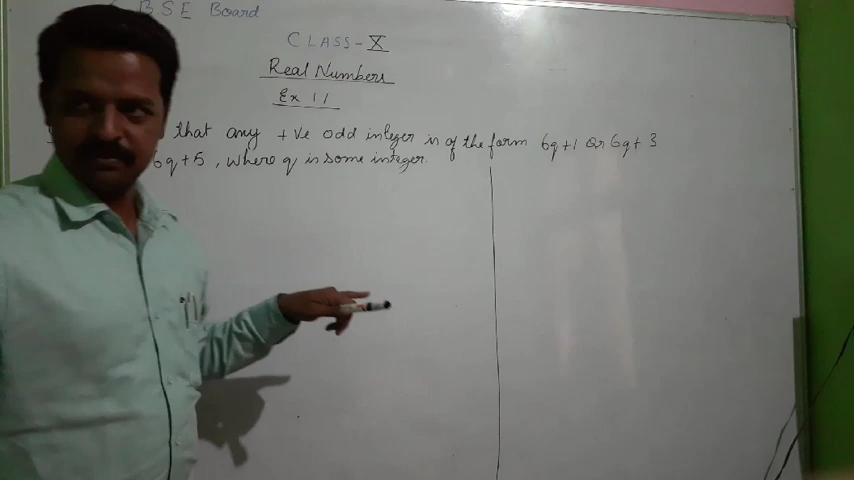 BSE Board
CLASS-X
Real Numbers
Ex 1.1
that any +ve odd integer is of the form 6q+1 or 6q+3
6q+5, where q is some integer.